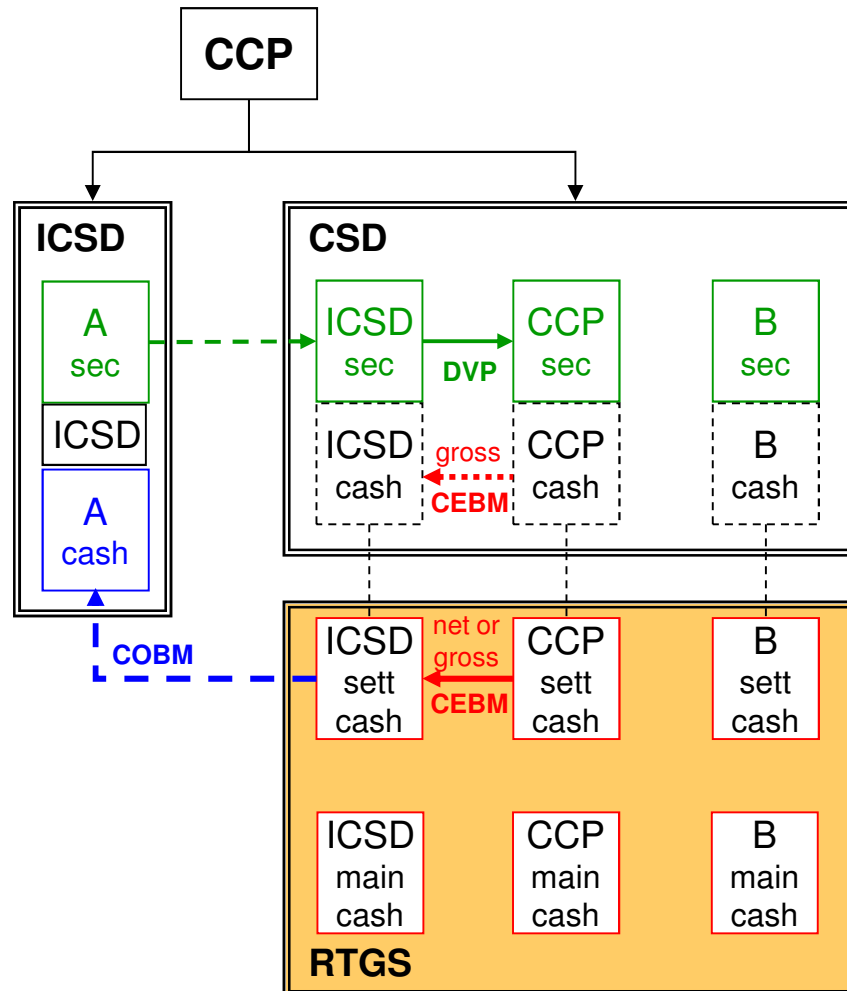 CCP
ICSD
CSD
A
sec
ICSD
A
cash
ICSD
sec
DVP
CCP
sec
B
sec
ICSD
cash
gross
CEBM
CCP
cash
B
cash
COBM
ICSD
sett
cash
net or
gross
CEBM
CCP
sett
cash
B
sett
cash
ICSD
main
cash
CCP
main
cash
B
main
cash
RTGS